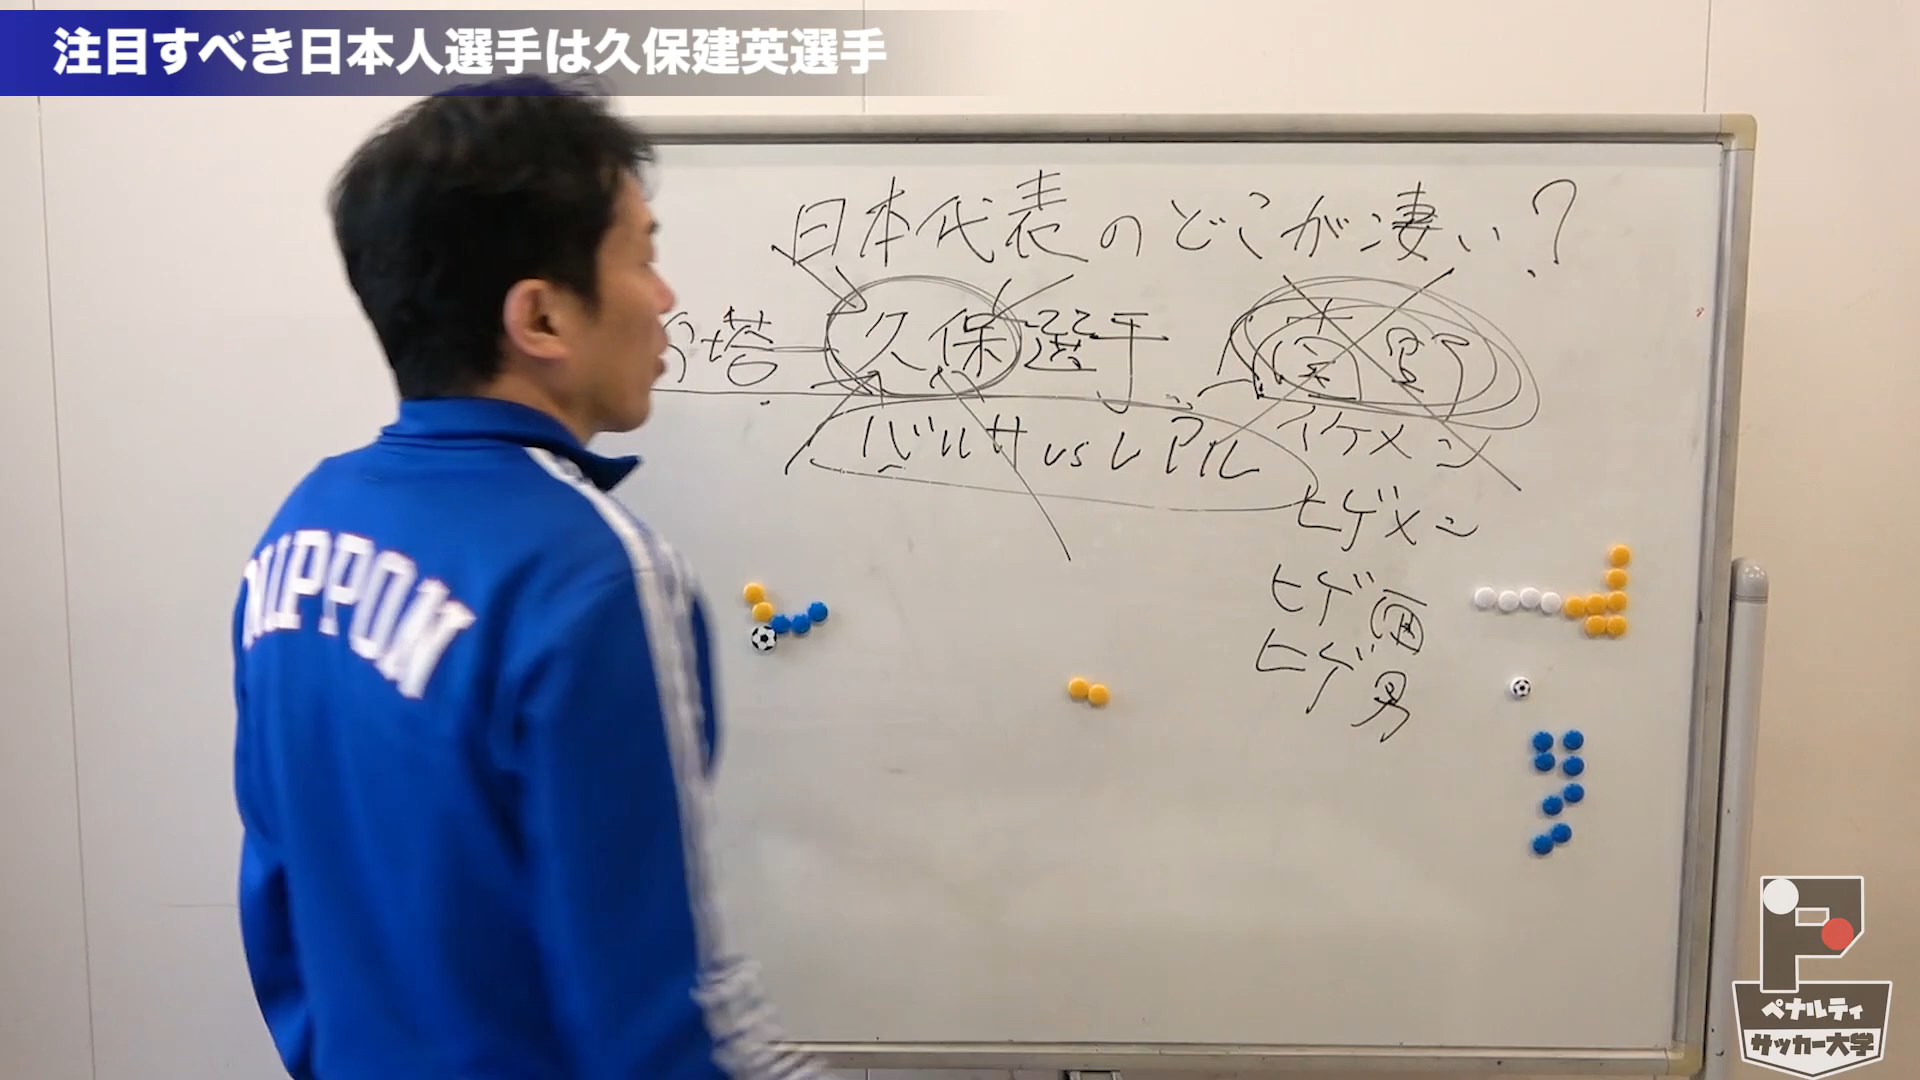 注目すべき日本人選手は久保建英選手
日本代表のどこが凄い?
塔 久保選手
バルサvsレアル
イケメン
ヒゲメン
ヒゲ
ヒゲ男
NIPPON
P
ペナルティ
サッカー大学